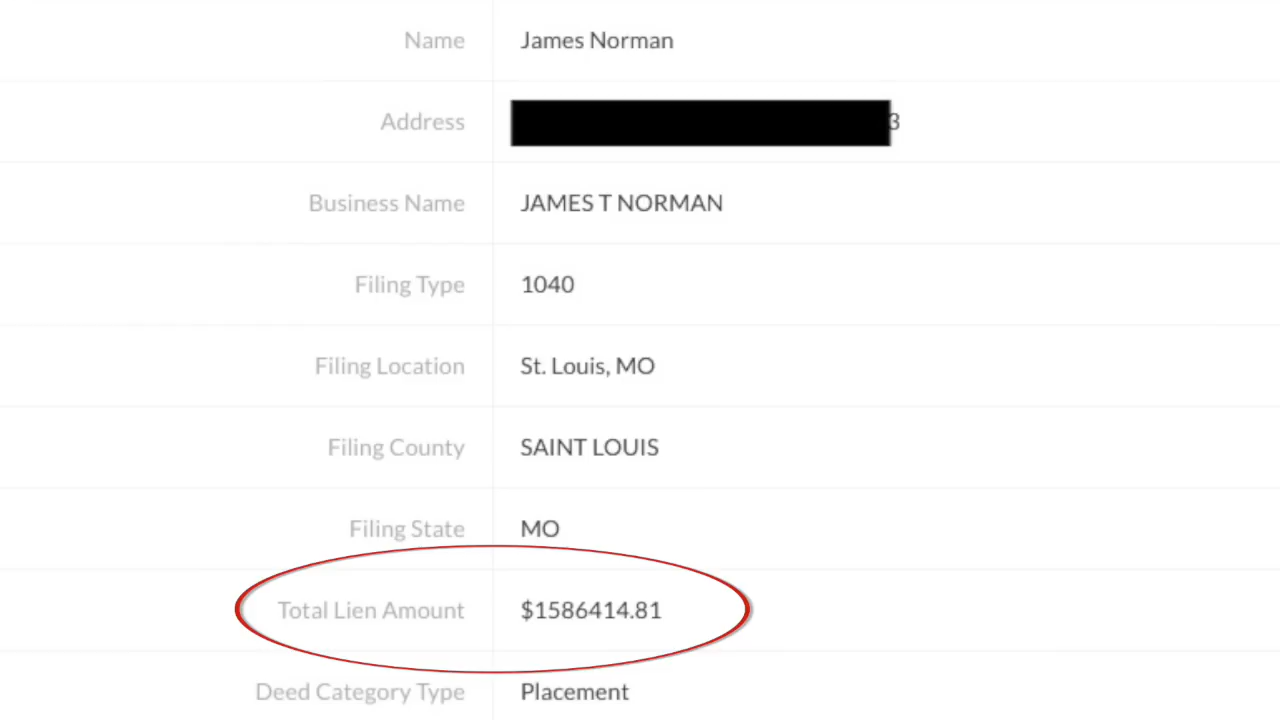 Name James Norman
Address 3
Business Name JAMES T NORMAN
Filing Type 1040
Filing Location St. Louis, MO
Filing County SAINT LOUIS
Filing State MO
Total Lien Amount $1586414.81
Deed Category Type Placement